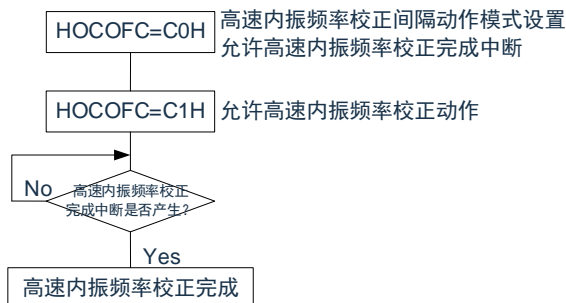 HOCOFC=C0H
高速内振频率校正间隔动作模式设置
允许高速内振频率校正完成中断
HOCOFC=C1H
允许高速内振频率校正动作
No
高速内振频率校正
完成中断是否产生?
Yes
高速内振频率校正完成